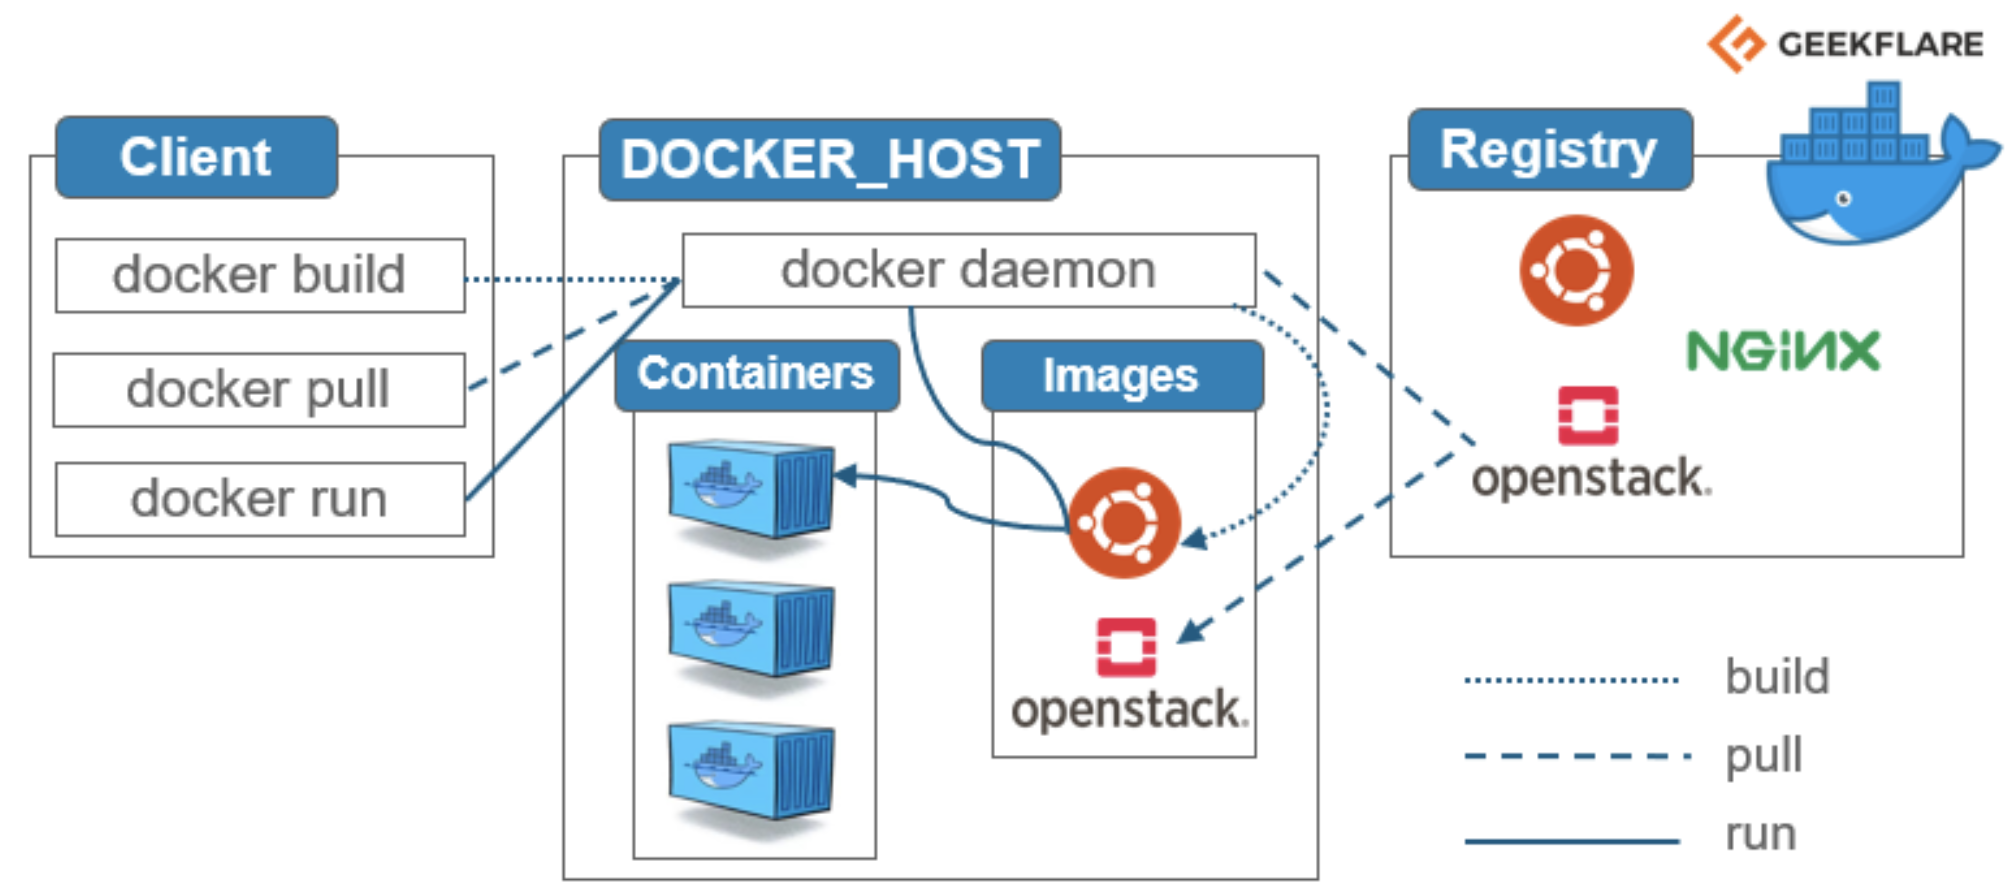 GEEKFLARE
Client
docker build
docker pull
docker run
DOCKER_HOST
docker daemon
Containers
Images
openstack.
Registry
NGiNX
openstack.
build
pull
run